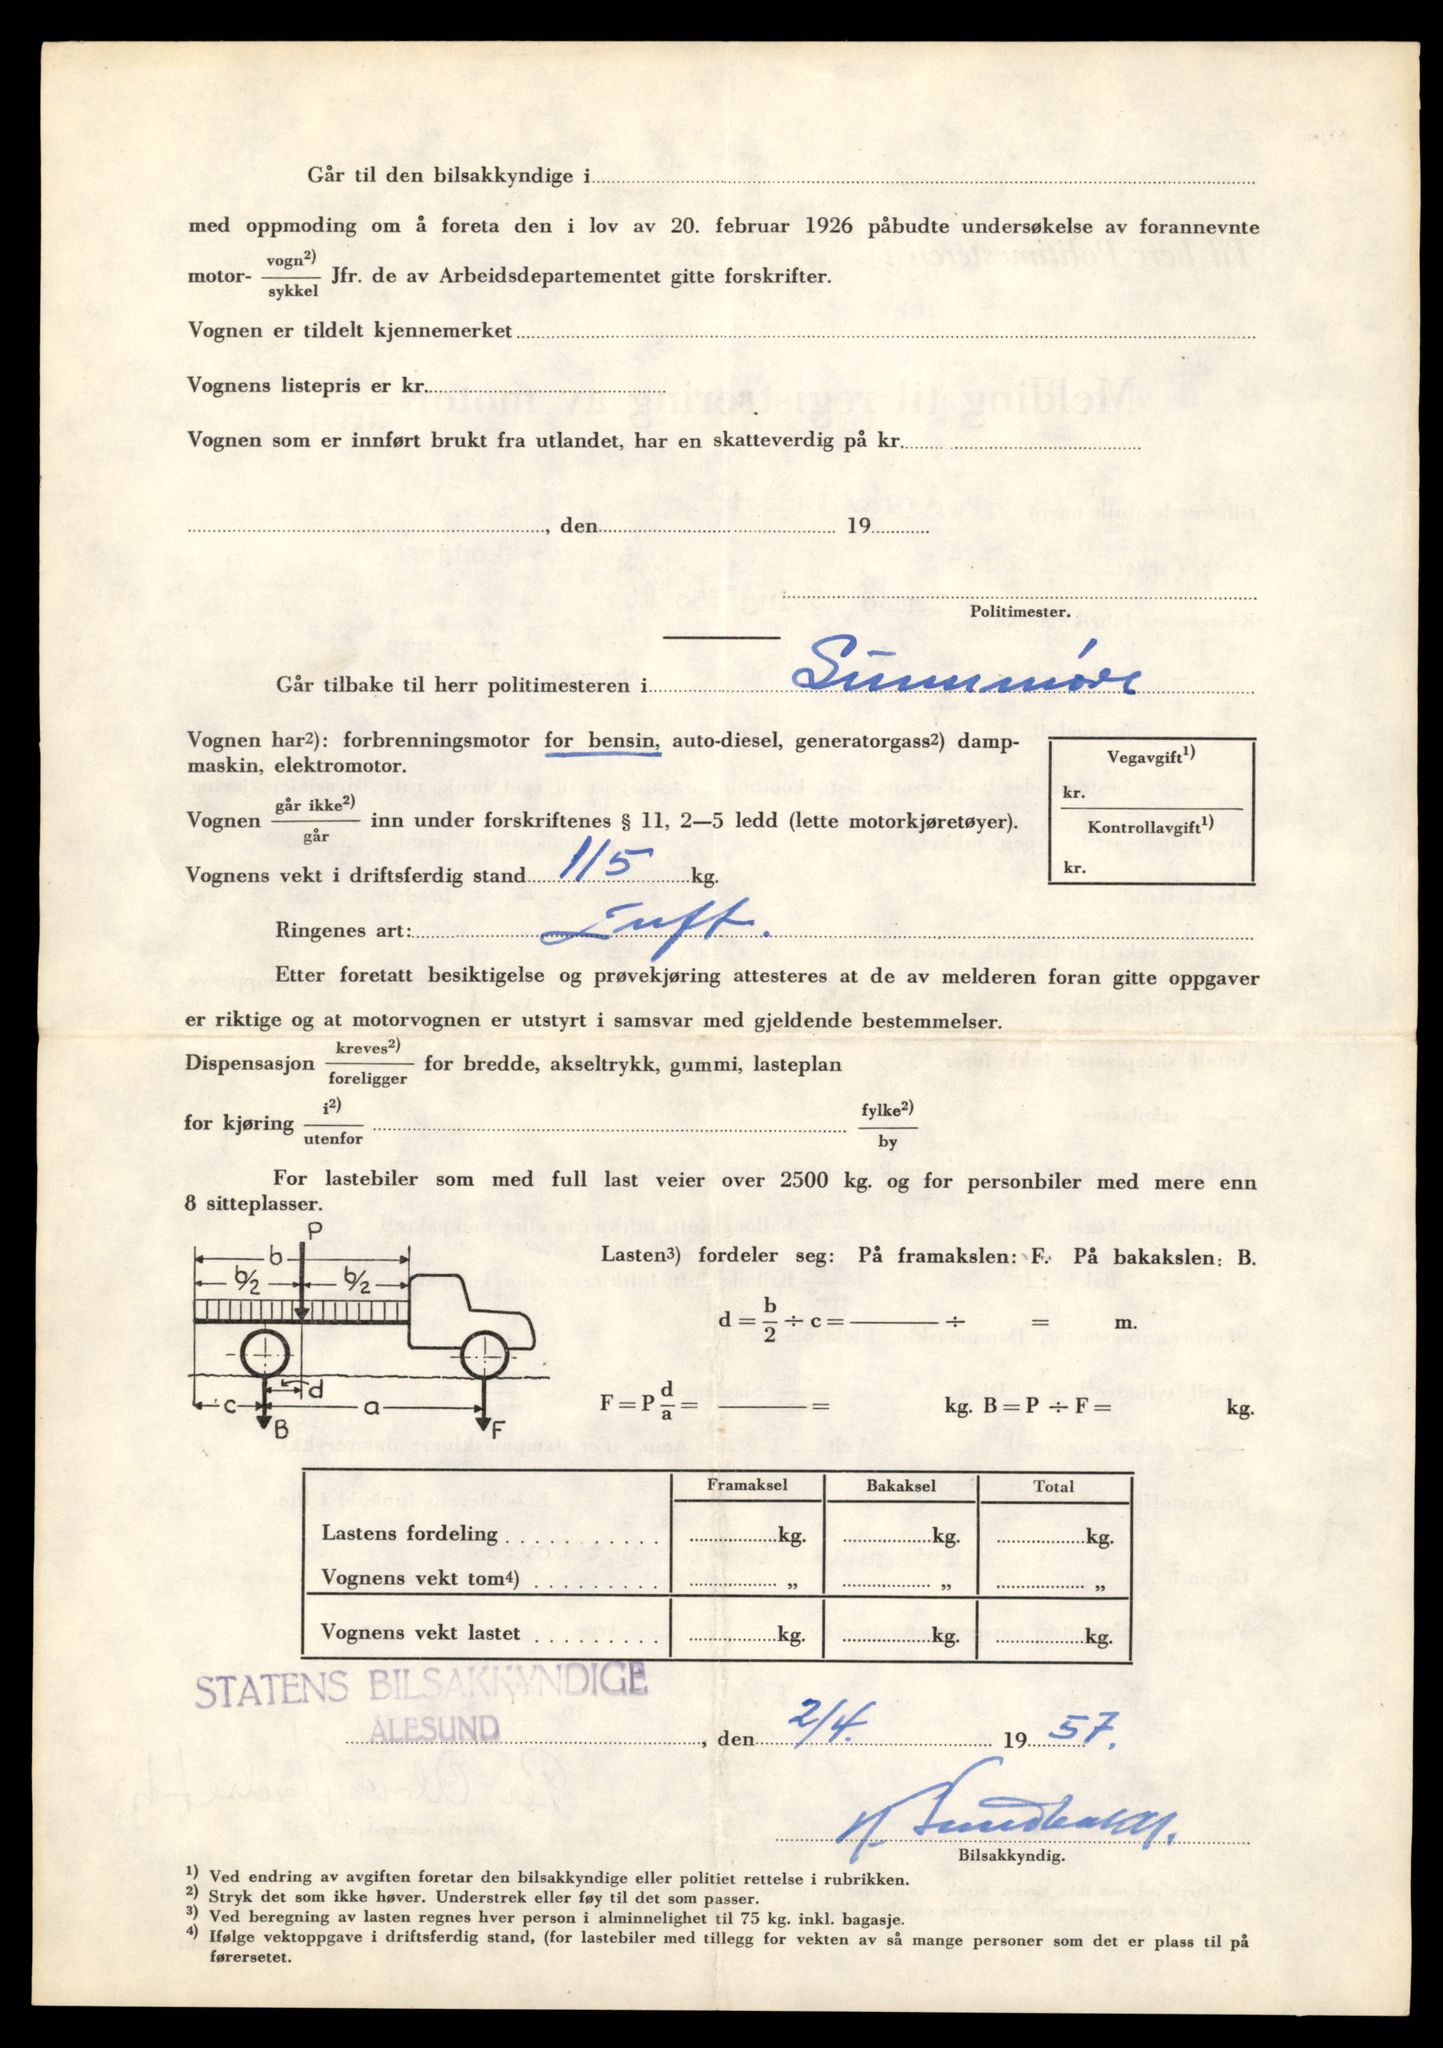 Går til den bilsakkyndige i
med oppmoding om å foreta den i lov av 20. februar 1926 påbudte undersøkelse av forannevnte
motor- vogn2) / sykkel Jfr. de av Arbeidsdepartementet gitte forskrifter.
Vognen er tildelt kjennemerket
Vognens listepris er kr.
Vognen som er innført brukt fra utlandet, har en skatteverdig på kr.
, den 19
Politimester.
Går tilbake til herr politimesteren i Sunnmøre
Vognen har2): forbrenningsmotor for bensin, auto-diesel, generatorgass2) damp-
maskin, elektromotor.
Vegavgift1)
kr.
Kontrollavgift1)
kr.
Vognen går ikke2) / går inn under forskriftenes § 11, 2—5 ledd (lette motorkjøretøyer).
Vognens vekt i driftsferdig stand 115 kg.
Ringenes art: Luft.
Etter foretatt besiktigelse og prøvekjøring attesteres at de av melderen foran gitte oppgaver
er riktige og at motorvognen er utstyrt i samsvar med gjeldende bestemmelser.
Dispensasjon kreves2) / foreligger for bredde, akseltrykk, gummi, lasteplan
for kjøring i2) / utenfor fylke2) / by
For lastebiler som med full last veier over 2500 kg. og for personbiler med mere enn
8 sitteplasser.
P
b
b/2 b/2
d
c a
B F
Lasten3) fordeler seg: På framakslen: F. På bakakslen: B.
d = b/2 ÷ c = ——— ÷ = m.
F = P d/a = ——— = kg. B = P ÷ F = kg.
Framaksel Bakaksel Total
Lastens fordeling kg. kg. kg.
Vognens vekt tom4) „ „ „
Vognens vekt lastet kg. kg. kg.
STATENS BILSAKKYNDIGE
ÅLESUND , den 2/4. 19 57.
Bilsakkyndig.
1) Ved endring av avgiften foretar den bilsakkyndige eller politiet rettelse i rubrikken.
2) Stryk det som ikke høver. Understrek eller føy til det som passer.
3) Ved beregning av lasten regnes hver person i alminnelighet til 75 kg. inkl. bagasje.
4) Ifølge vektoppgave i driftsferdig stand, (for lastebiler med tillegg for vekten av så mange personer som det er plass til på
førersetet.